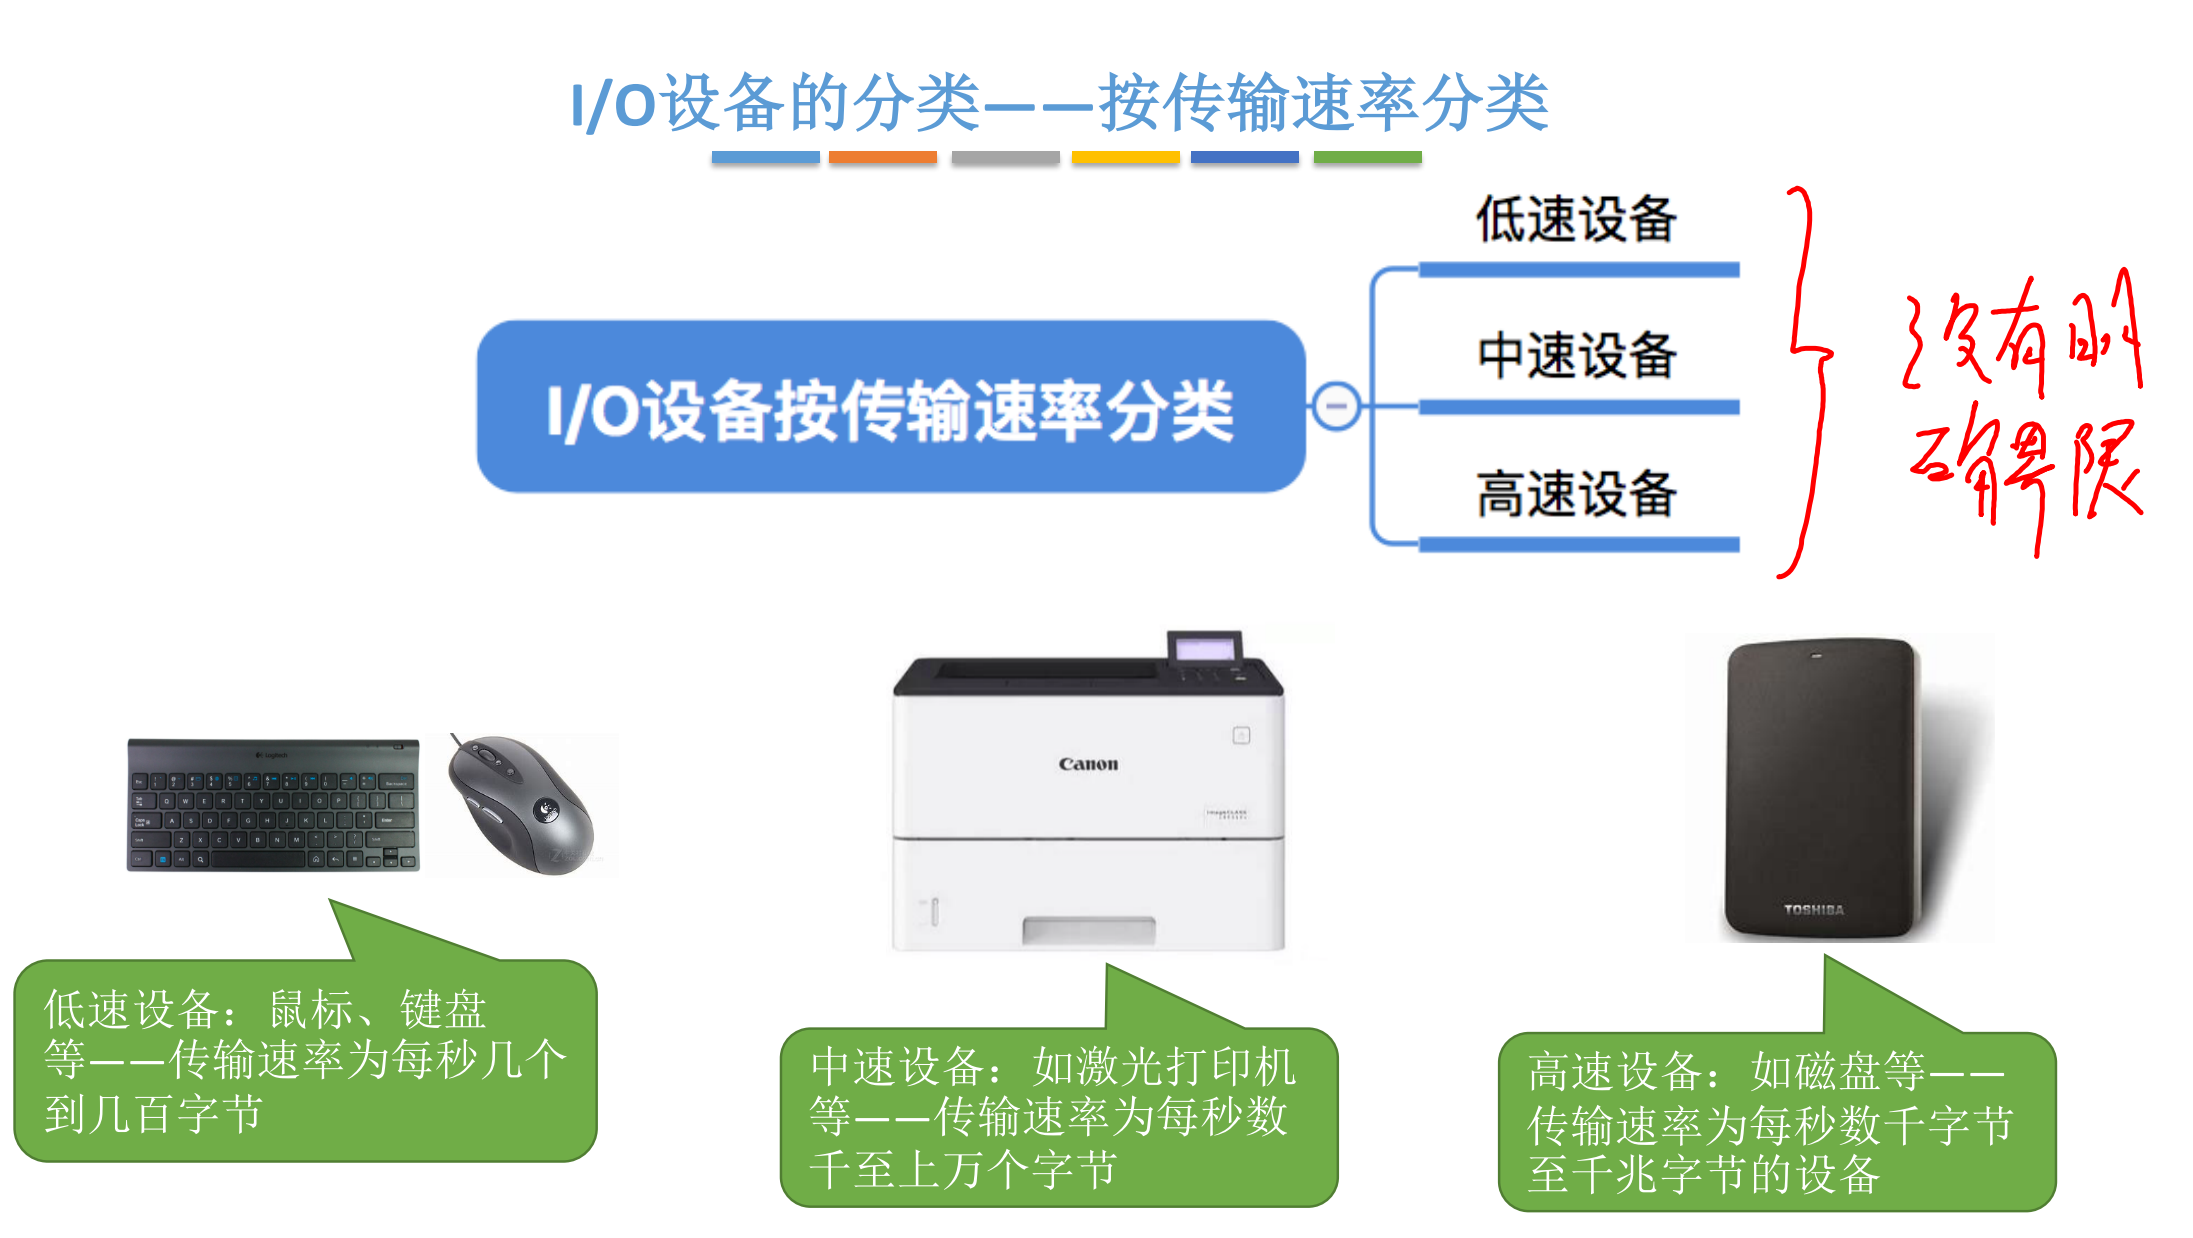 I/O设备的分类——按传输速率分类
I/O设备按传输速率分类
低速设备
中速设备
高速设备
没有明
确界限
Logitech
Canon
imageCLASS
TOSHIBA
低速设备：鼠标、键盘
等——传输速率为每秒几个
到几百字节
中速设备：如激光打印机
等——传输速率为每秒数
千至上万个字节
高速设备：如磁盘等——
传输速率为每秒数千字节
至千兆字节的设备